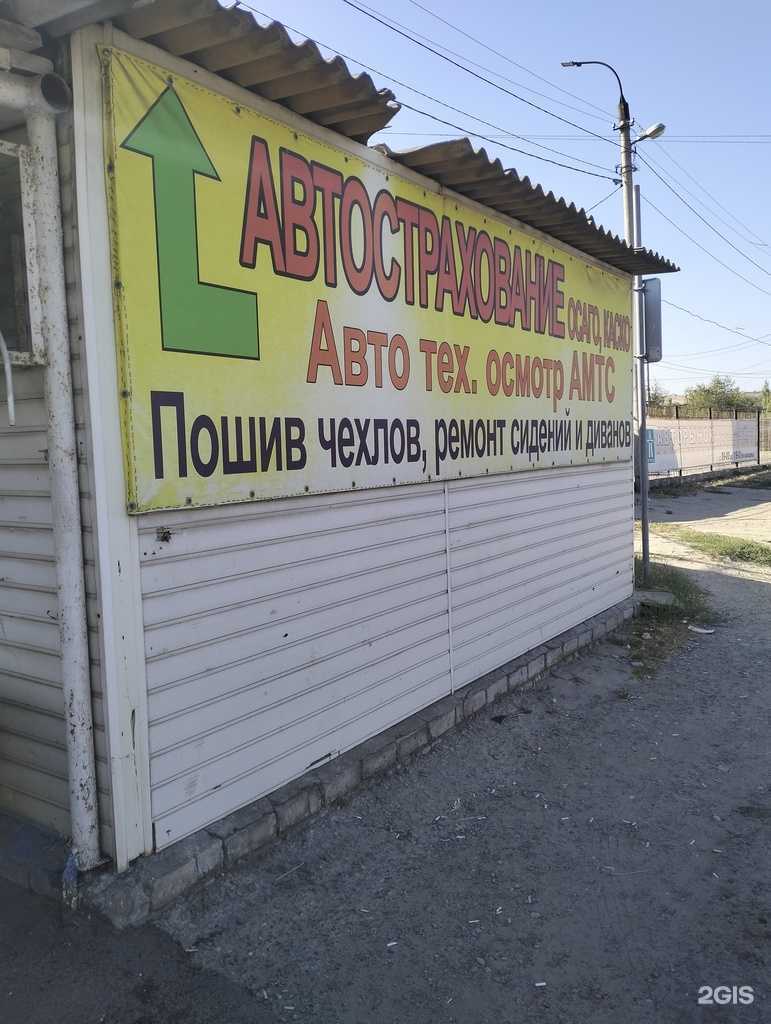 АВТОСТРАХОВАНИЕ ОСАГО, КАСКО
Авто тех. осмотр АМТС
Пошив чехлов, ремонт сидений и диванов
2GIS